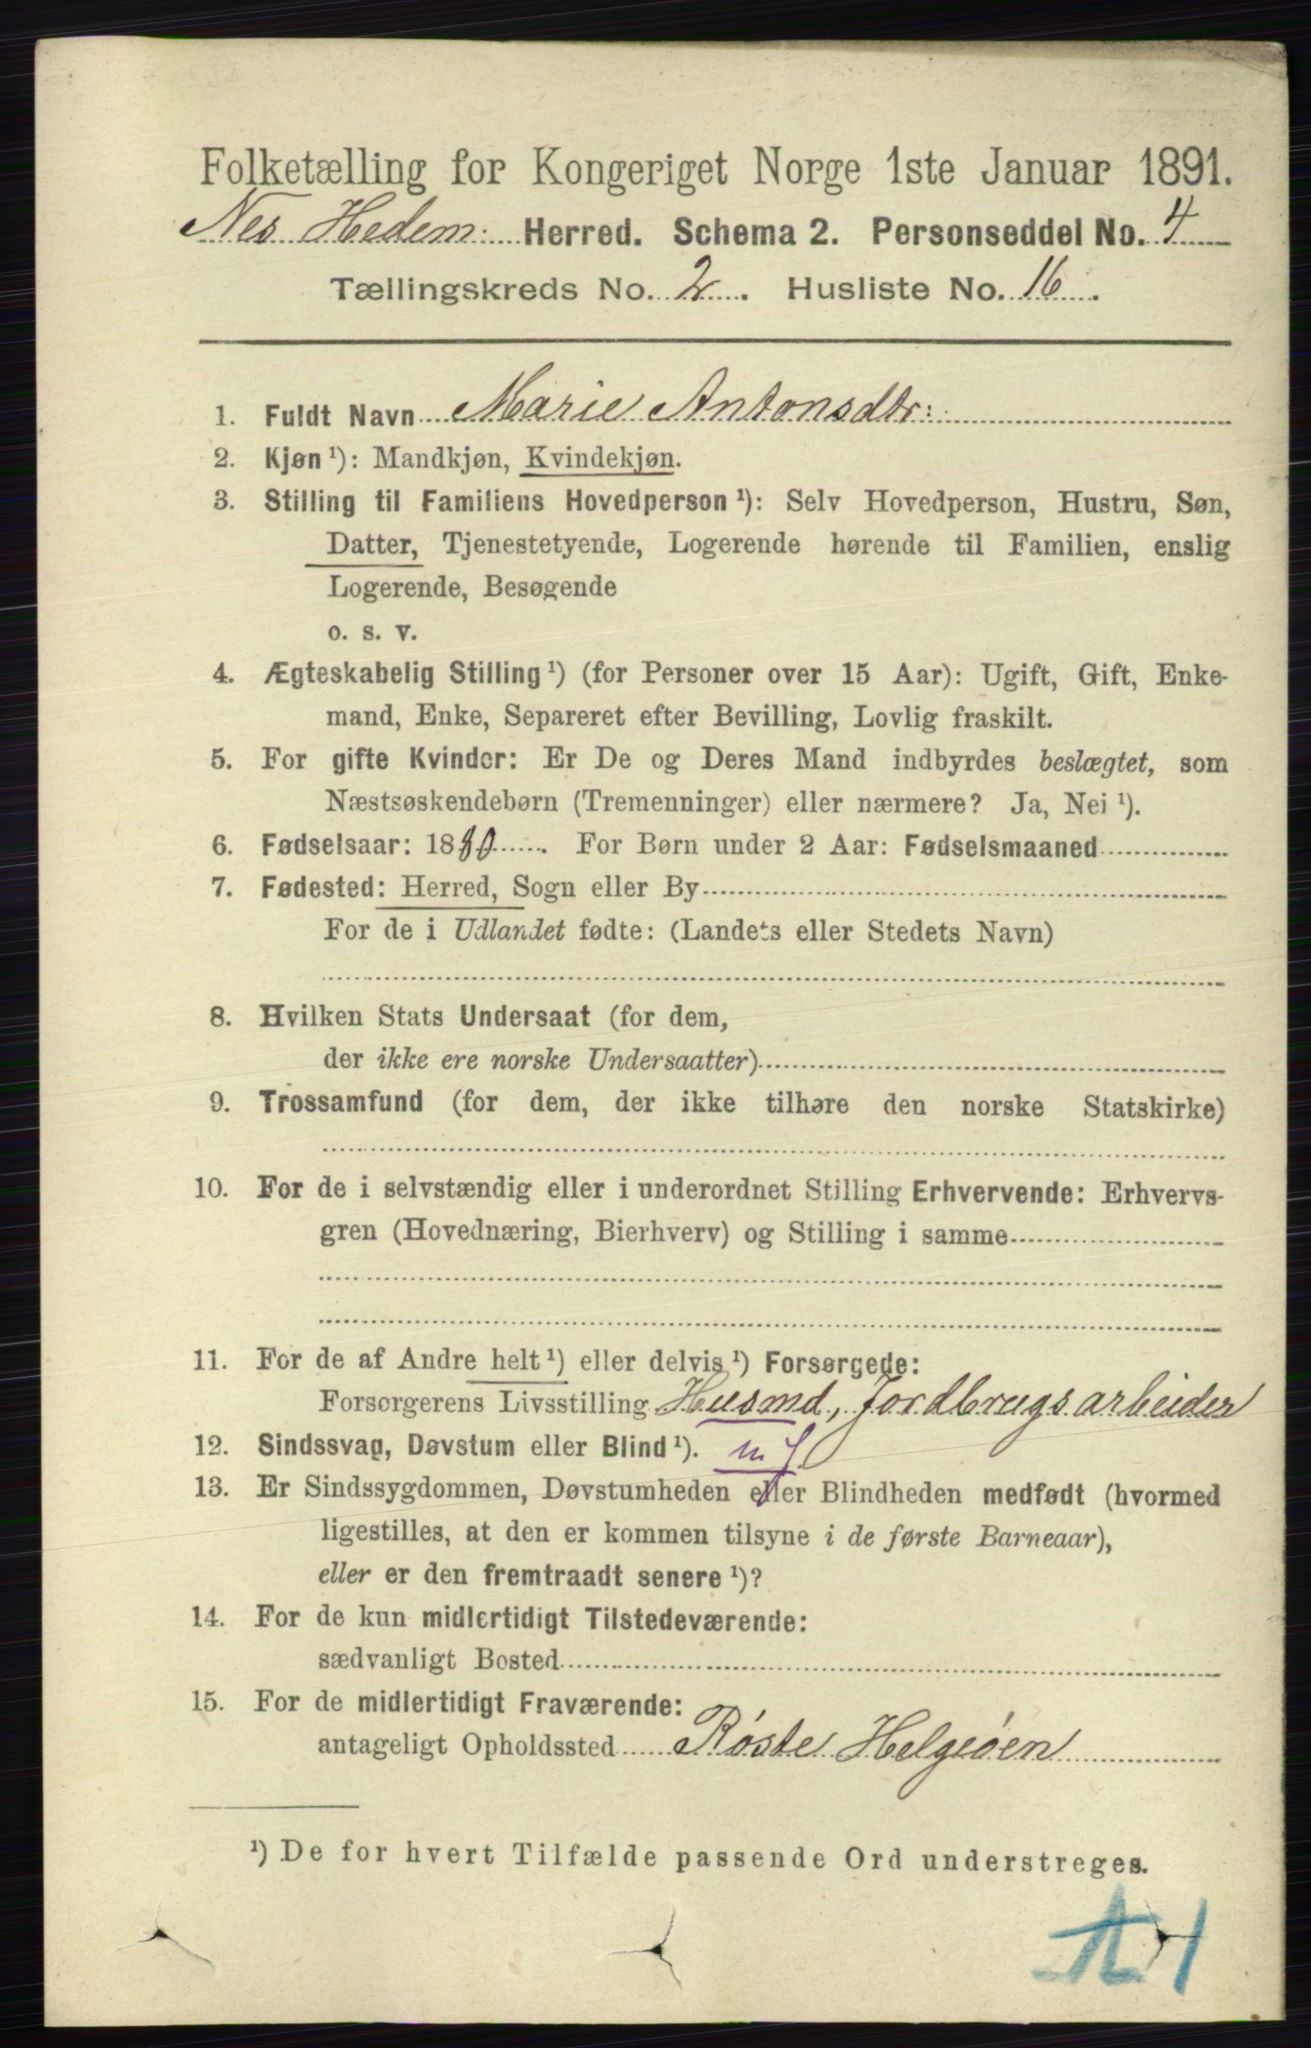 Folketælling for Kongeriget Norge 1ste Januar 1891.
Nes Hedem. Herred. Schema 2. Personseddel No. 4
Tællingskreds No. 2. Husliste No. 16.
1. Fuldt Navn Marie Antonsdtr:
2. Kjøn ¹): Mandkjøn, Kvindekjøn.
3. Stilling til Familiens Hovedperson ¹): Selv Hovedperson, Hustru, Søn,
Datter, Tjenestetyende, Logerende hørende til Familien, enslig
Logerende, Besøgende
o. s. v.
4. Ægteskabelig Stilling ¹) (for Personer over 15 Aar): Ugift, Gift, Enke-
mand, Enke, Separeret efter Bevilling, Lovlig fraskilt.
5. For gifte Kvinder: Er De og Deres Mand indbyrdes beslægtet, som
Næstsøskendebørn (Tremenninger) eller nærmere? Ja, Nei ¹).
6. Fødselsaar: 1880. For Børn under 2 Aar: Fødselsmaaned
7. Fødested: Herred, Sogn eller By
For de i Udlandet fødte: (Landets eller Stedets Navn)
8. Hvilken Stats Undersaat (for dem,
der ikke ere norske Undersaatter)
9. Trossamfund (for dem, der ikke tilhøre den norske Statskirke)
10. For de i selvstændig eller i underordnet Stilling Erhvervende: Erhvervs-
gren (Hovednæring, Bierhverv) og Stilling i samme
11. For de af Andre helt ¹) eller delvis ¹) Forsørgede:
Forsørgerens Livsstilling Husmd, Jordbrugsarbeider
12. Sindssvag, Døvstum eller Blind ¹). m J
13. Er Sindssygdommen, Døvstumheden eller Blindheden medfødt (hvormed
ligestilles, at den er kommen tilsyne i de første Barneaar),
eller er den fremtraadt senere ¹)?
14. For de kun midlertidigt Tilstedeværende:
sædvanligt Bosted
15. For de midlertidigt Fraværende:
antageligt Opholdssted Røste Helgøen
¹) De for hvert Tilfælde passende Ord understreges.